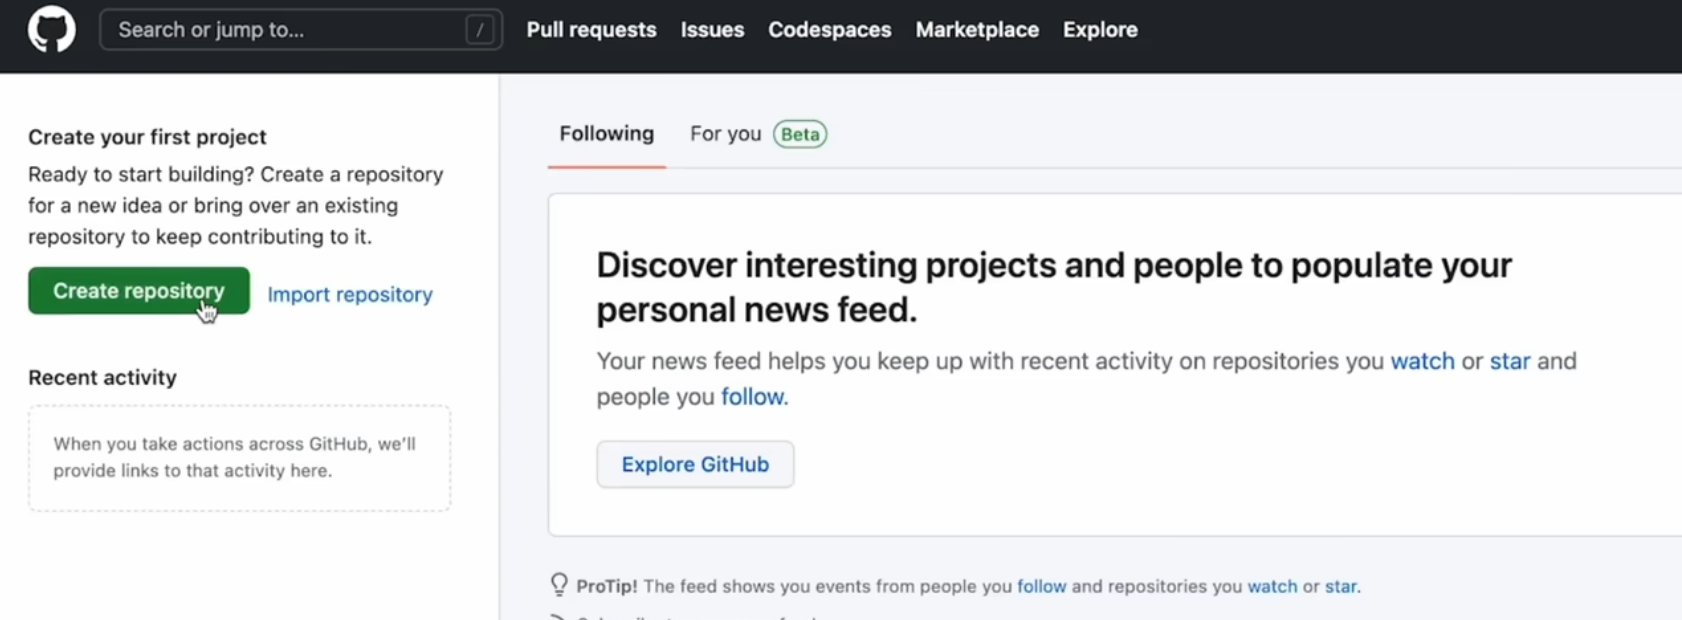 Search or jump to... /
Pull requests Issues Codespaces Marketplace Explore
Create your first project
Ready to start building? Create a repository
for a new idea or bring over an existing
repository to keep contributing to it.
Create repository Import repository
Recent activity
When you take actions across GitHub, we'll
provide links to that activity here.
Following For you Beta
Discover interesting projects and people to populate your
personal news feed.
Your news feed helps you keep up with recent activity on repositories you watch or star and
people you follow.
Explore GitHub
ProTip! The feed shows you events from people you follow and repositories you watch or star.